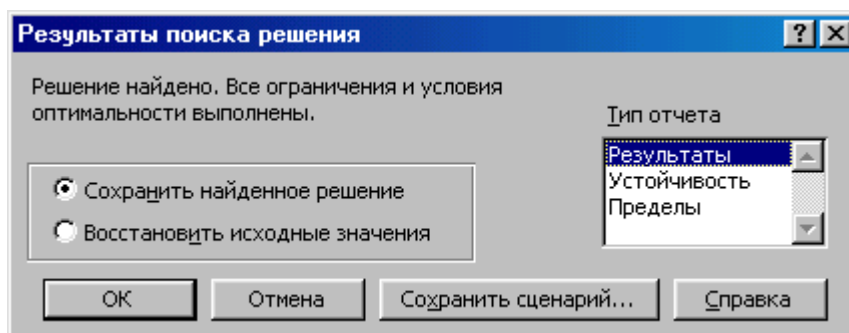 Результаты поиска решения
Решение найдено. Все ограничения и условия
оптимальности выполнены.
Тип отчета
Результаты
Устойчивость
Пределы
Сохранить найденное решение
Восстановить исходные значения
ОК
Отмена
Сохранить сценарий...
Справка